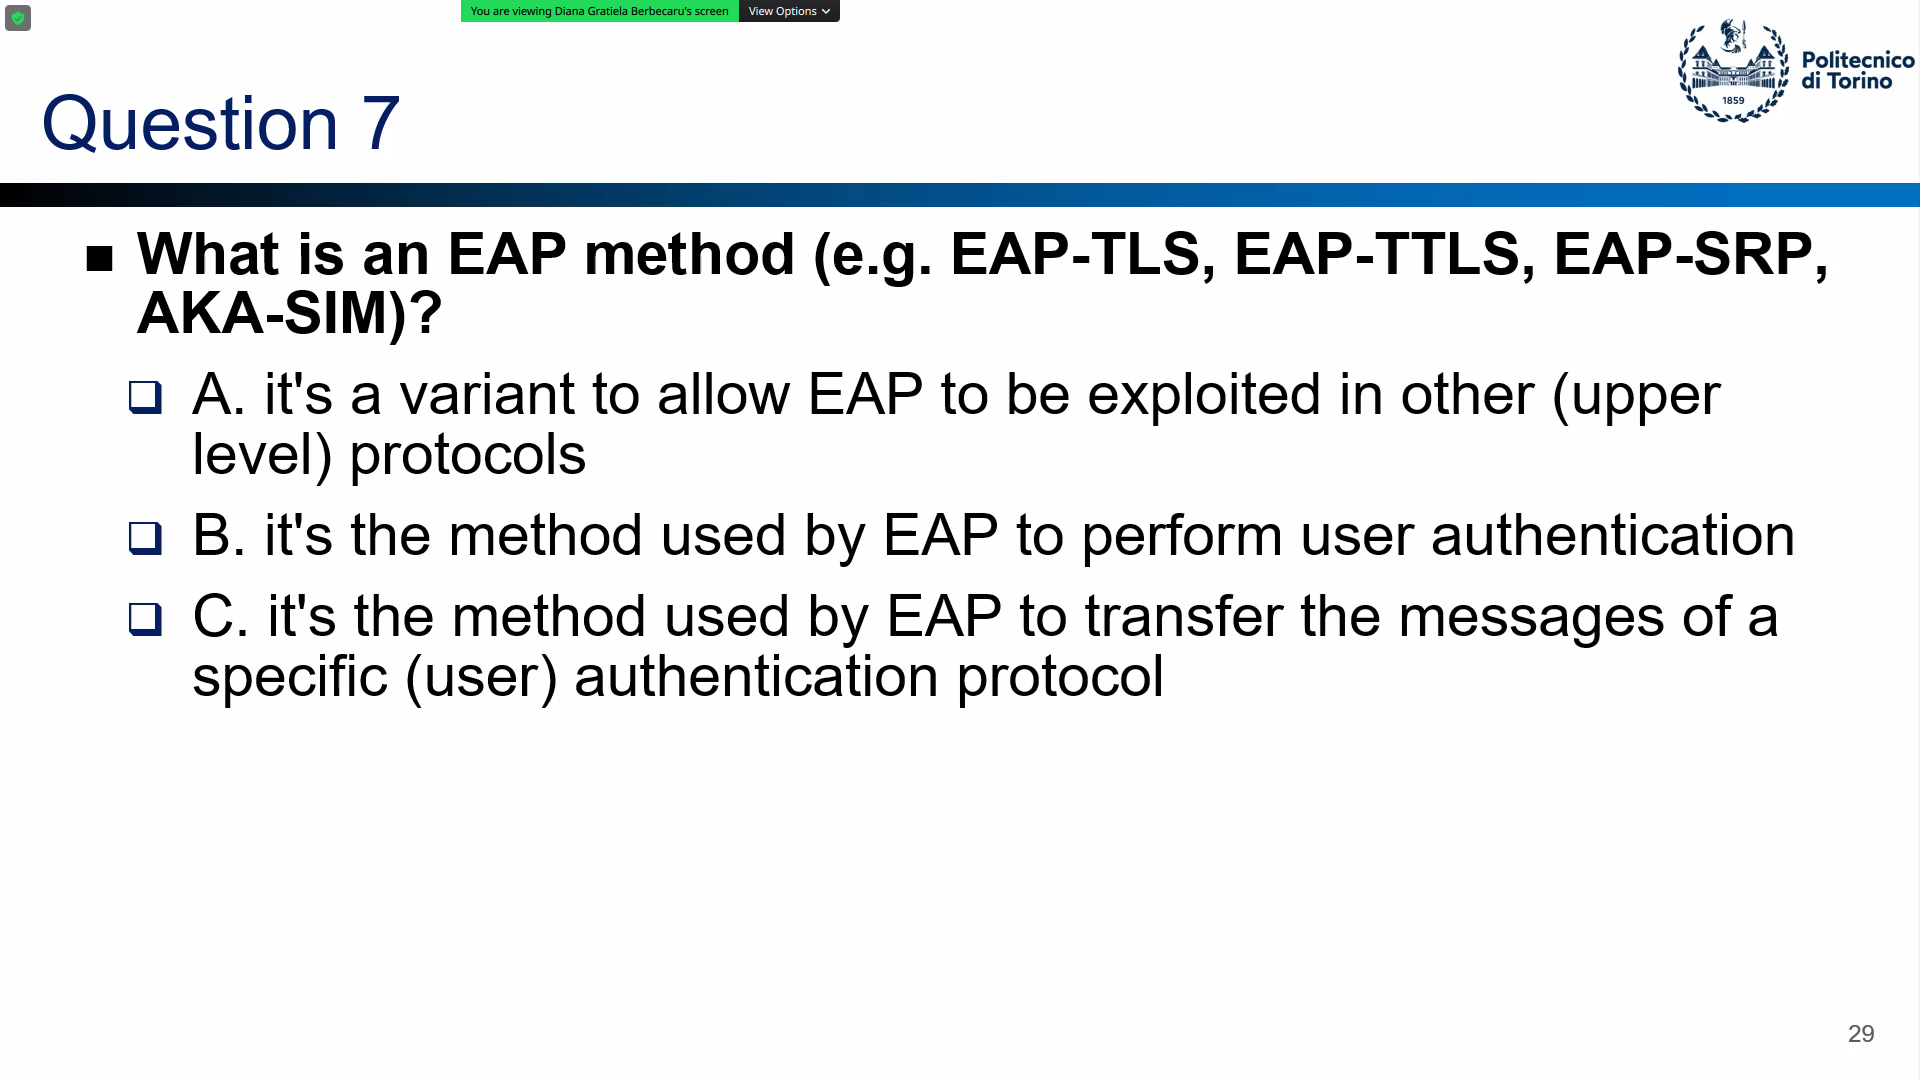 You are viewing Diana Gratiela Berbecaru's screen View Options
Politecnico
di Torino
1859
Question 7
What is an EAP method (e.g. EAP-TLS, EAP-TTLS, EAP-SRP,
AKA-SIM)?
A. it's a variant to allow EAP to be exploited in other (upper
level) protocols
B. it's the method used by EAP to perform user authentication
C. it's the method used by EAP to transfer the messages of a
specific (user) authentication protocol
29